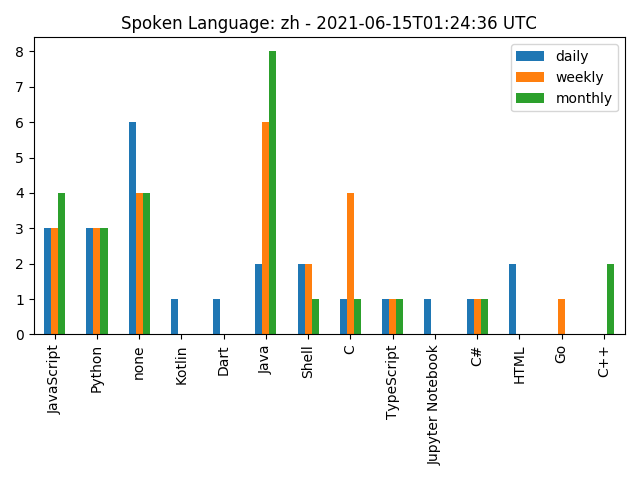 Spoken Language: zh - 2021-06-15T01:24:36 UTC
daily
weekly
monthly
8
7
6
5
4
3
2
1
0
JavaScript
Python
none
Kotlin
Dart
Java
Shell
C
TypeScript
Jupyter Notebook
C#
HTML
Go
C++